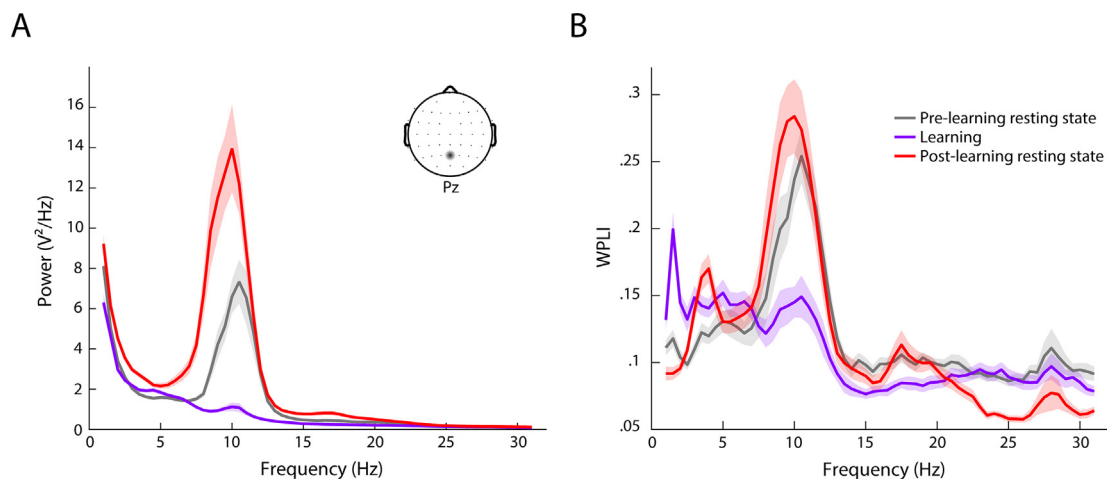 A
Power (V²/Hz)
16
14
12
10
8
6
4
2
0
0 5 10 15 20 25 30
Frequency (Hz)
Pz
B
WPLI
.3
.25
.2
.15
.1
.05
0 5 10 15 20 25 30
Frequency (Hz)
Pre-learning resting state
Learning
Post-learning resting state